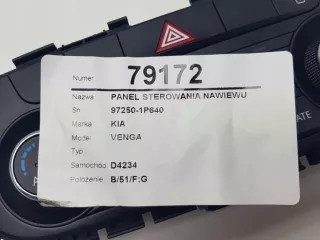 Numer 79172
Nazwa PANEL STEROWANIA NAWIEWU
Sn 97250-1P640
Marka KIA
Model VENGA
Typ
Samochód D4234
Położenie B/51/F;G